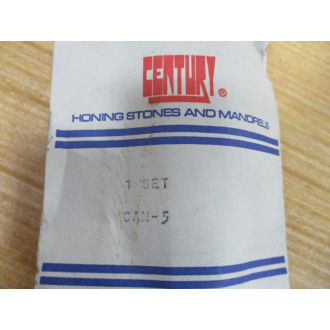 CENTURY ®
HONING STONES AND MANDRELS
1 SET